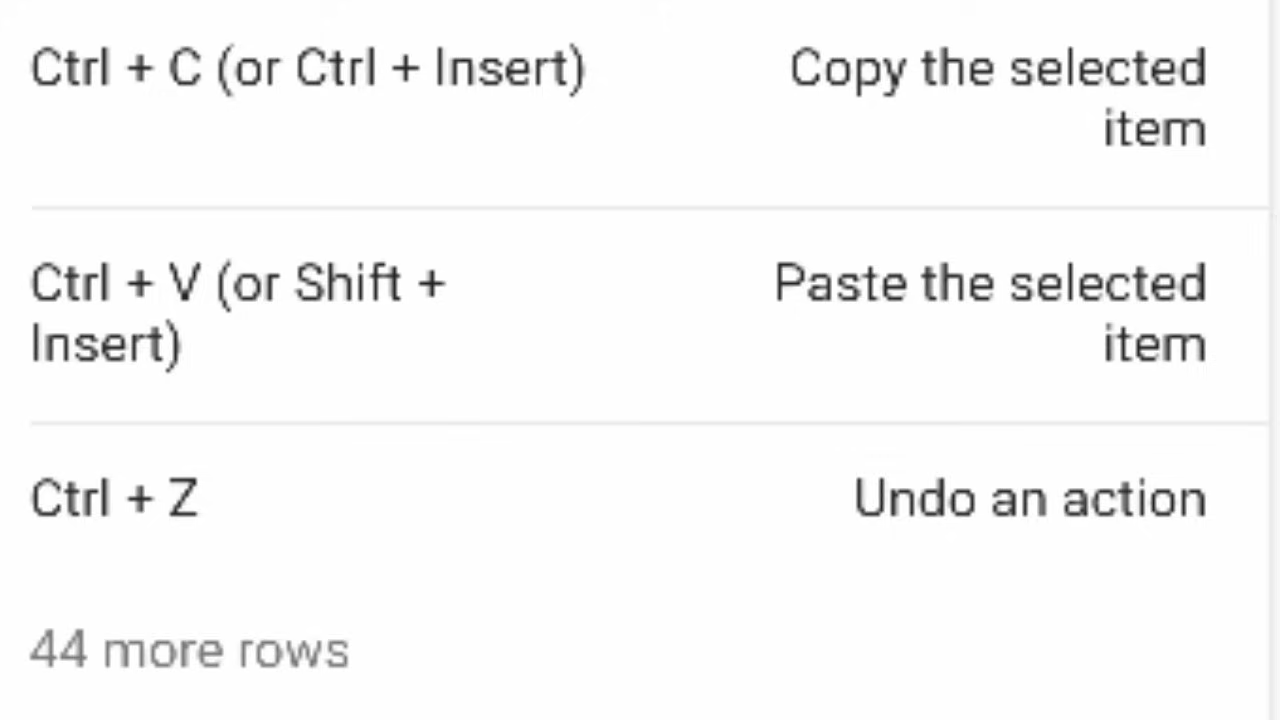 Ctrl + C (or Ctrl + Insert) Copy the selected
item
Ctrl + V (or Shift + Paste the selected
Insert) item
Ctrl + Z Undo an action
44 more rows